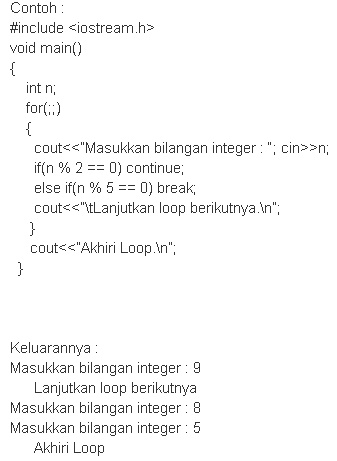 Contoh :
#include <iostream.h>
void main()
{
int n;
for(;;)
{
cout<<"Masukkan bilangan integer : "; cin>>n;
if(n % 2 == 0) continue;
else if(n % 5 == 0) break;
cout<<"\tLanjutkan loop berikutnya.\n";
}
cout<<"Akhiri Loop.\n";
}
Keluarannya :
Masukkan bilangan integer : 9
Lanjutkan loop berikutnya
Masukkan bilangan integer : 8
Masukkan bilangan integer : 5
Akhiri Loop